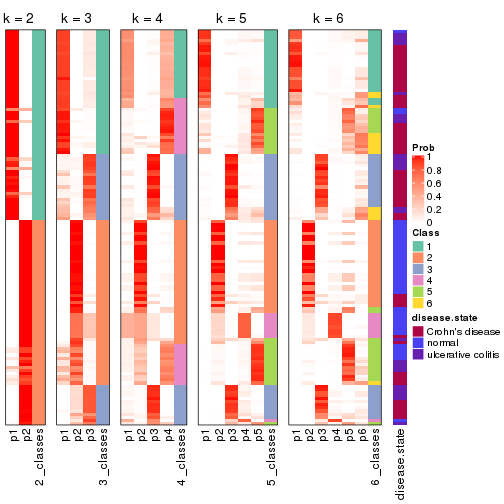 k = 2
k = 3
k = 4
k = 5
k = 6
Prob
1
0.8
0.6
0.4
0.2
0
Class
1
2
3
4
5
6
disease.state
Crohn's disease
normal
ulcerative colitis
p1
p2
2_classes
p1
p2
p3
3_classes
p1
p2
p3
p4
4_classes
p1
p2
p3
p4
p5
5_classes
p1
p2
p3
p4
p5
p6
6_classes
disease.state